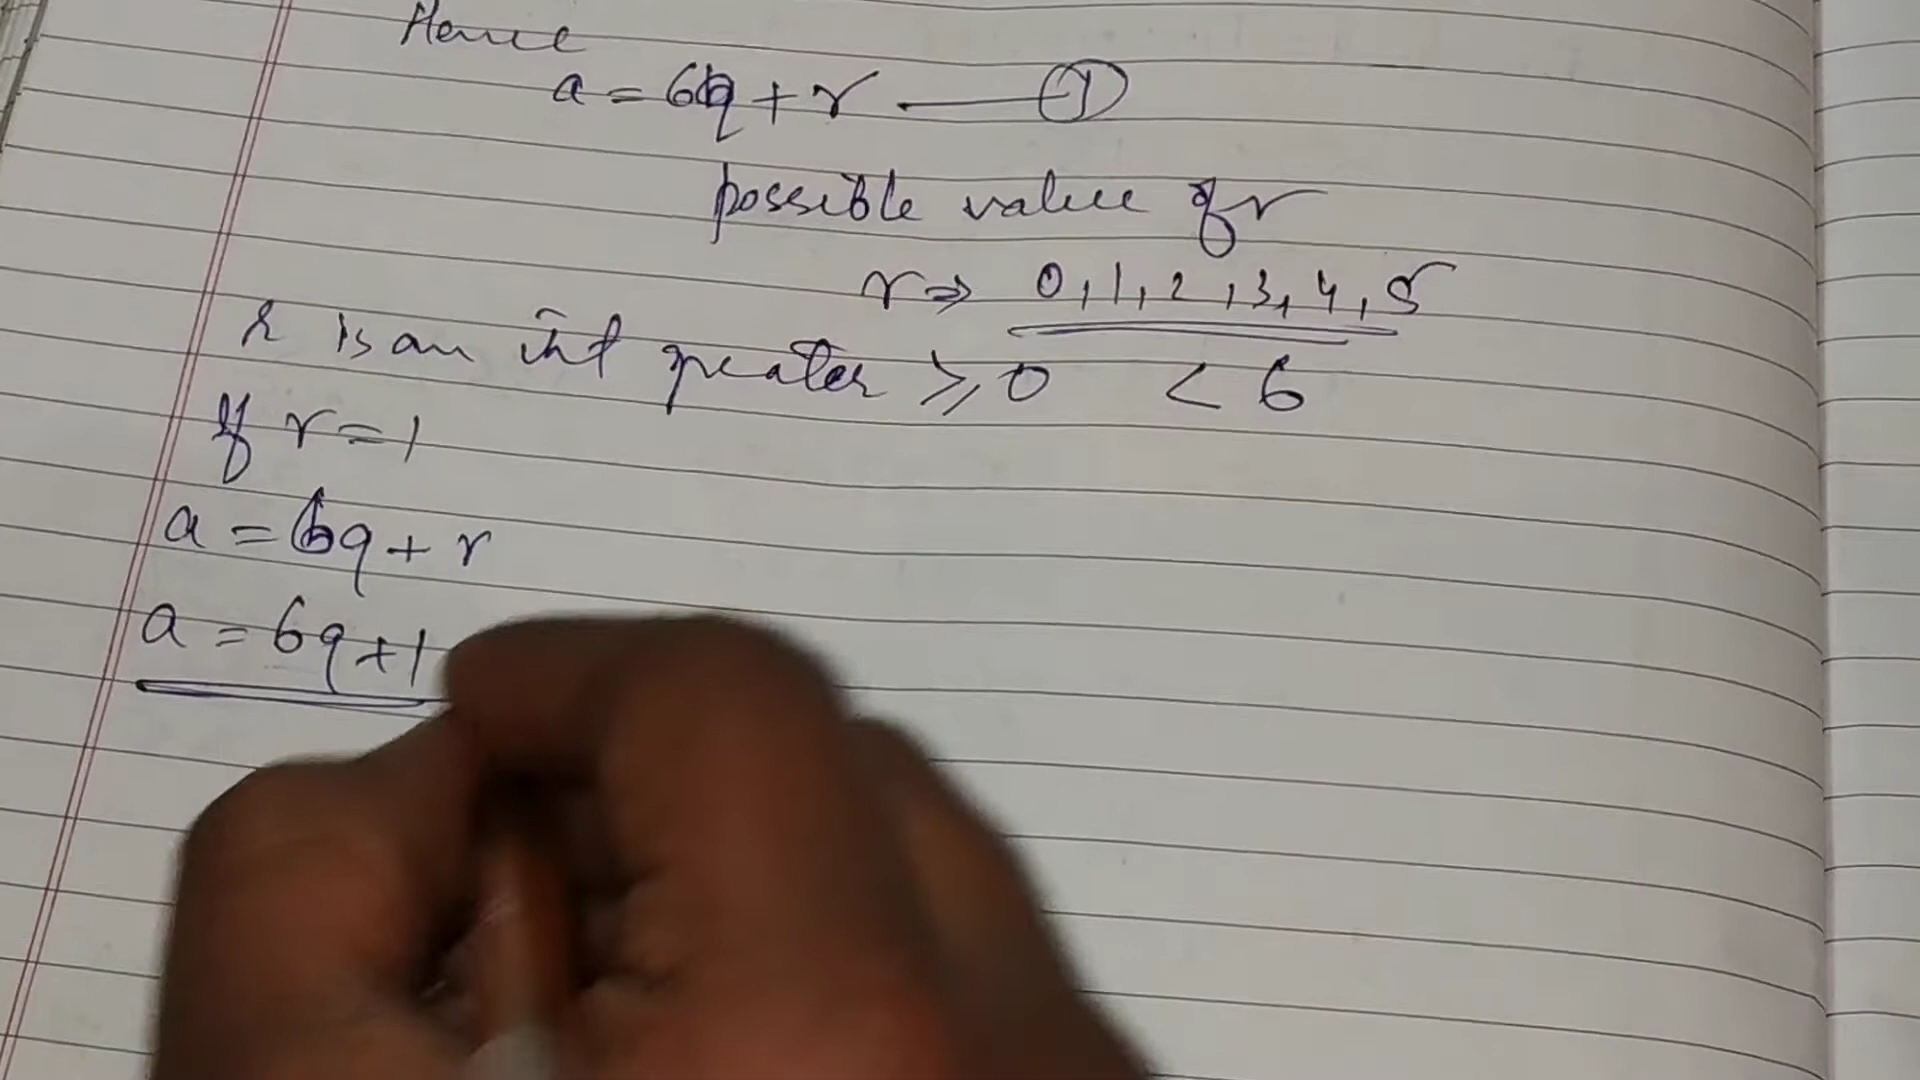 Hence
a = 6q + r — ①
possible value of r
r ⇒ 0, 1, 2, 3, 4, 5
r is an int greater ≥ 0 < 6
If r = 1
a = 6q + r
a = 6q + 1